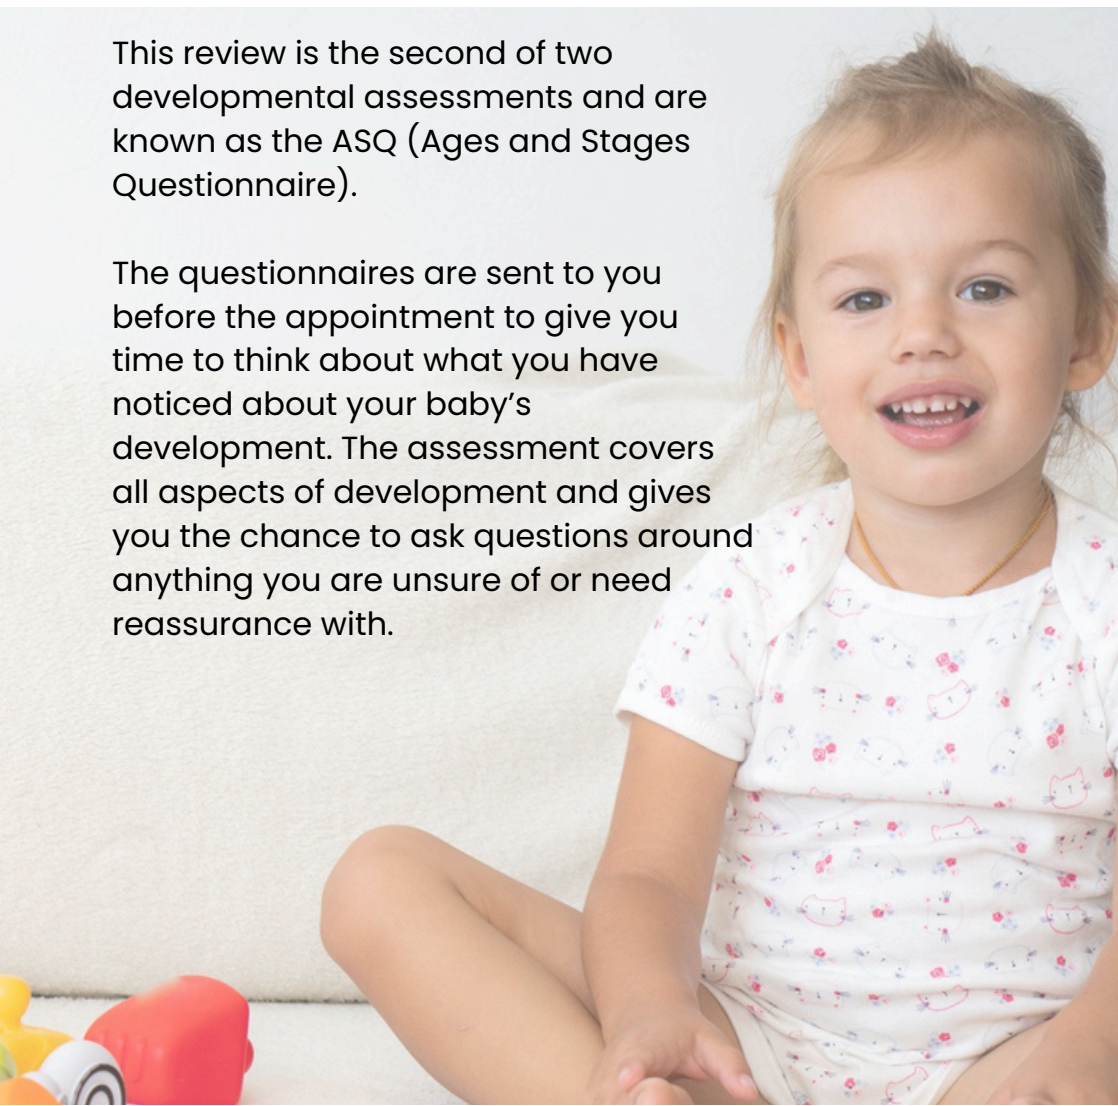 This review is the second of two
developmental assessments and are
known as the ASQ (Ages and Stages
Questionnaire).
The questionnaires are sent to you
before the appointment to give you
time to think about what you have
noticed about your baby’s
development. The assessment covers
all aspects of development and gives
you the chance to ask questions around
anything you are unsure of or need
reassurance with.